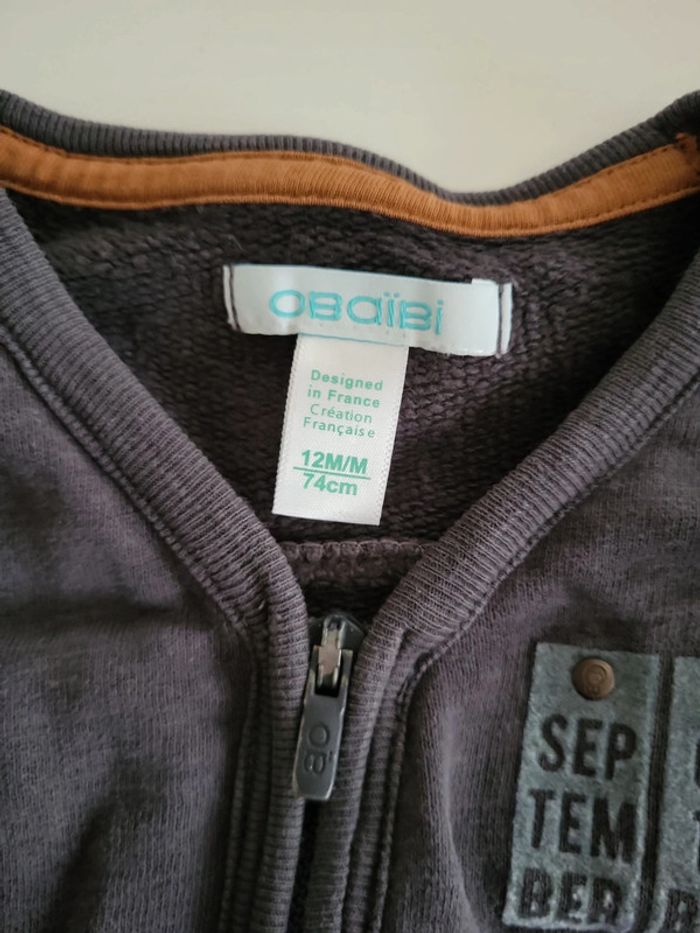 OBAÏBI
Designed
in France
Création
Française
12M/M
74cm
SEP
TEM
BER